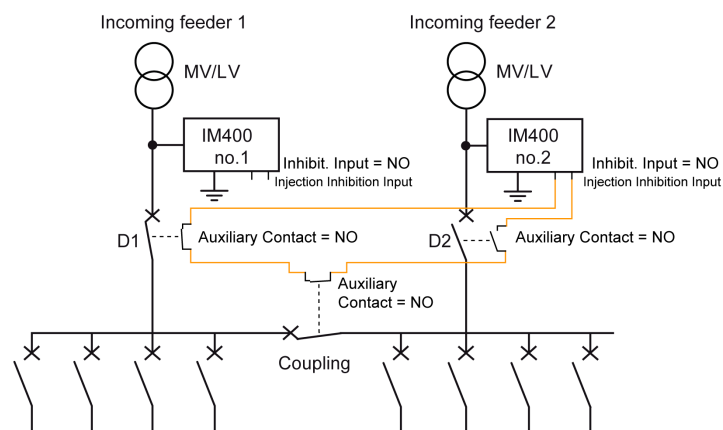 Incoming feeder 1
Incoming feeder 2
MV/LV
MV/LV
IM400
no.1
Inhibit. Input = NO
Injection Inhibition Input
IM400
no.2
Inhibit. Input = NO
Injection Inhibition Input
D1
Auxiliary Contact = NO
D2
Auxiliary Contact = NO
Auxiliary
Contact = NO
Coupling